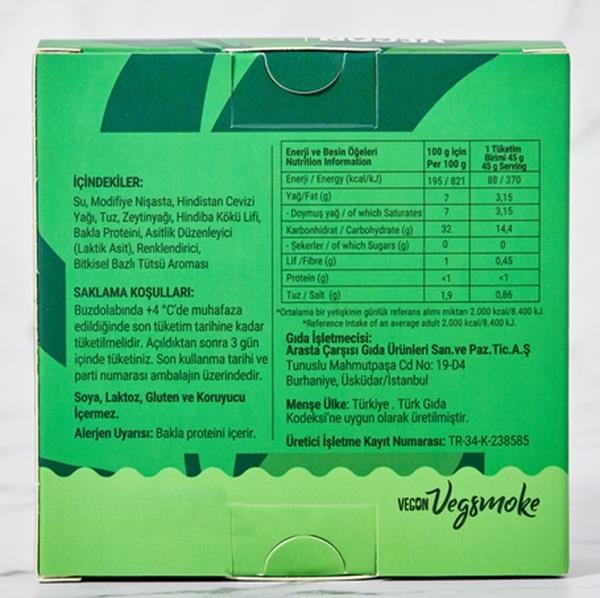 VEGON
İÇİNDEKİLER:
Su, Modifiye Nişasta, Hindistan Cevizi
Yağı, Tuz, Zeytinyağı, Hindiba Kökü Lifi,
Bakla Proteini, Asitlik Düzenleyici
(Laktik Asit), Renklendirici,
Bitkisel Bazlı Tütsü Aroması
SAKLAMA KOŞULLARI:
Buzdolabında +4 °C'de muhafaza
edildiğinde son tüketim tarihine kadar
tüketilmelidir. Açıldıktan sonra 3 gün
içinde tüketiniz. Son kullanma tarihi ve
parti numarası ambalajın üzerindedir.
Soya, Laktoz, Gluten ve Koruyucu
İçermez.
Alerjen Uyarısı: Bakla proteini içerir.
Enerji ve Besin Öğeleri 100 g için 1 Tüketim
Nutrition Information Per 100 g Birimi 45 g
45 g Serving
Enerji / Energy (kcal/kJ) 195 / 821 88 / 370
Yağ/Fat (g) 7 3,15
- Doymuş yağ / of which Saturates 7 3,15
Karbonhidrat / Carbohydrate (g) 32 14,4
- Şekerler / of which Sugars (g) 0 0
Lif /Fibre (g) 1 0,45
Protein (g) <1 <1
Tuz / Salt (g) 1,9 0,86
*Ortalama bir yetişkinin günlük referans alımı miktarı 2.000 kcal/8.400 kJ.
*Reference Intake of an average adult 2.000 kcal/8.400 kJ.
Gıda İşletmecisi:
Arasta Çarşısı Gıda Ürünleri San.ve Paz.Tic.A.Ş
Tunuslu Mahmutpaşa Cd No: 19-D4
Burhaniye, Üsküdar/İstanbul
Menşe Ülke: Türkiye . Türk Gıda
Kodeksi'ne uygun olarak üretilmiştir.
Üretici İşletme Kayıt Numarası: TR-34-K-238585
VEGON Vegsmoke